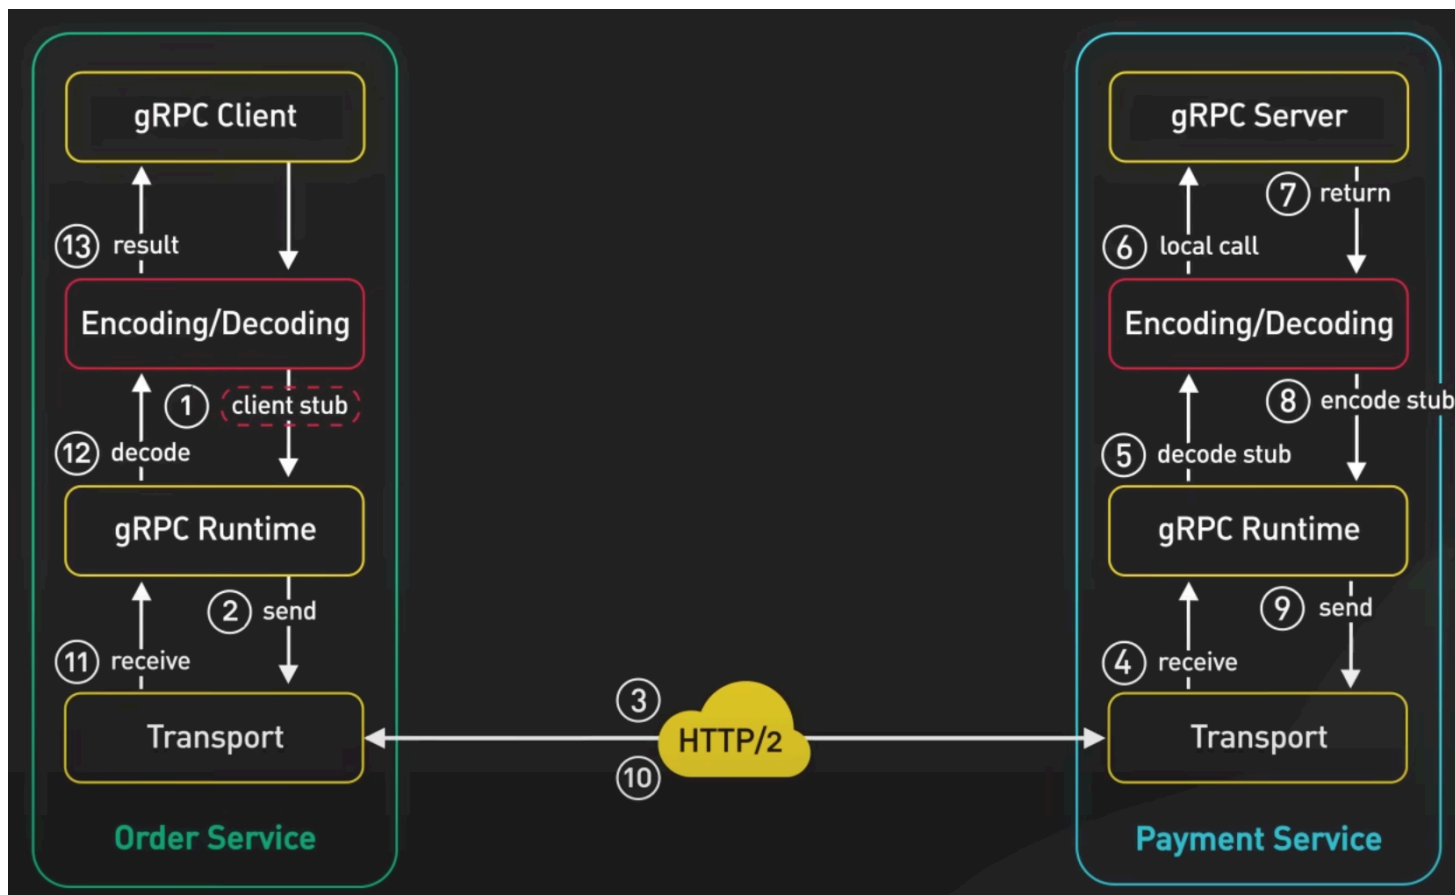 gRPC Client
13 result
Encoding/Decoding
1 client stub
12 decode
gRPC Runtime
2 send
11 receive
Transport
Order Service
3
HTTP/2
10
gRPC Server
7 return
6 local call
Encoding/Decoding
8 encode stub
5 decode stub
gRPC Runtime
9 send
4 receive
Transport
Payment Service